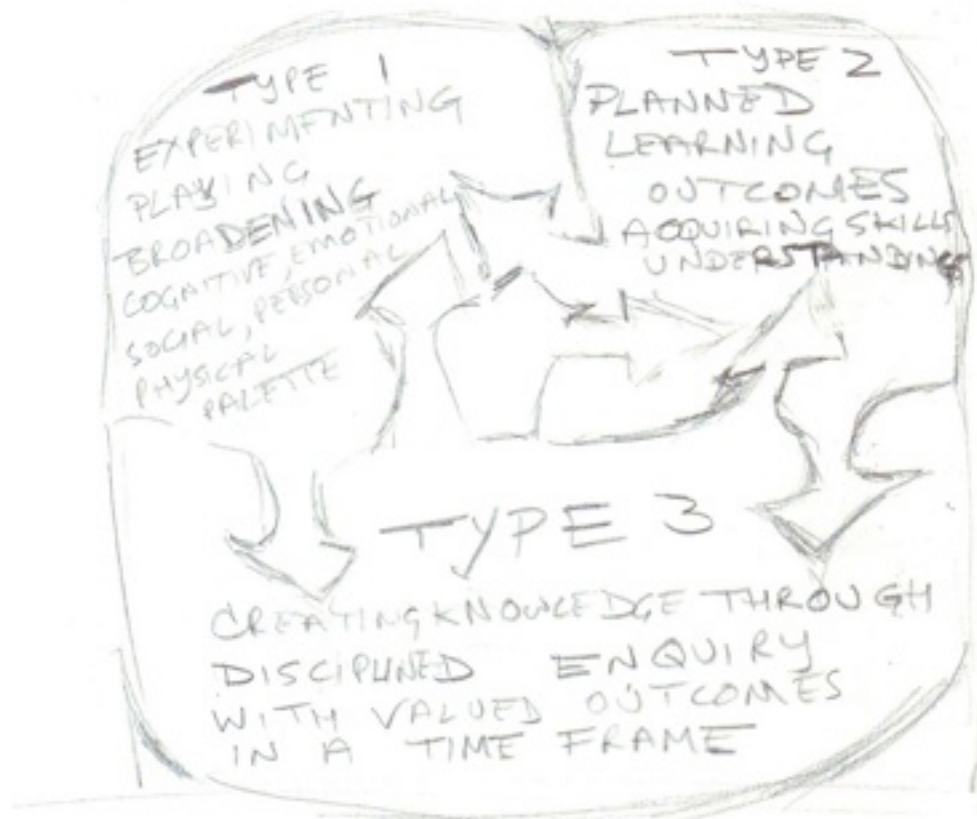 TYPE 1
EXPERIMENTING
PLAYING
BROADENING
COGNITIVE, EMOTIONAL
SOCIAL, PERSONAL
PHYSICAL
PALETTE
TYPE 2
PLANNED
LEARNING
OUTCOMES
ACQUIRING SKILLS
UNDERSTANDINGS
TYPE 3
CREATING KNOWLEDGE THROUGH
DISCIPLINED ENQUIRY
WITH VALUED OUTCOMES
IN A TIME FRAME